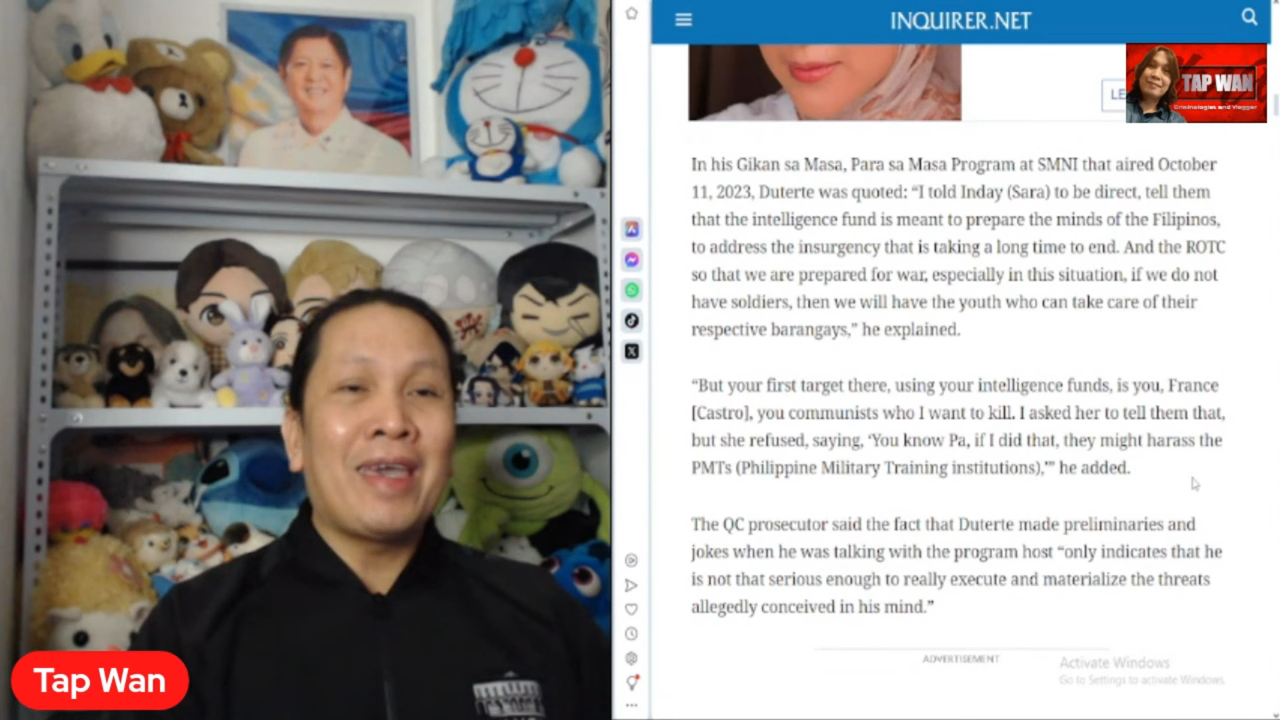 INQUIRER.NET
LE
TAP WAN
Criminologist and Vlogger
In his Gikan sa Masa, Para sa Masa Program at SMNI that aired October
11, 2023, Duterte was quoted: “I told Inday (Sara) to be direct, tell them
that the intelligence fund is meant to prepare the minds of the Filipinos,
to address the insurgency that is taking a long time to end. And the ROTC
so that we are prepared for war, especially in this situation, if we do not
have soldiers, then we will have the youth who can take care of their
respective barangays,” he explained.
“But your first target there, using your intelligence funds, is you, France
[Castro], you communists who I want to kill. I asked her to tell them that,
but she refused, saying, ‘You know Pa, if I did that, they might harass the
PMTs (Philippine Military Training institutions),’” he added.
The QC prosecutor said the fact that Duterte made preliminaries and
jokes when he was talking with the program host “only indicates that he
is not that serious enough to really execute and materialize the threats
allegedly conceived in his mind.”
ADVERTISEMENT
Activate Windows
Go to Settings to activate Windows.
Tap Wan